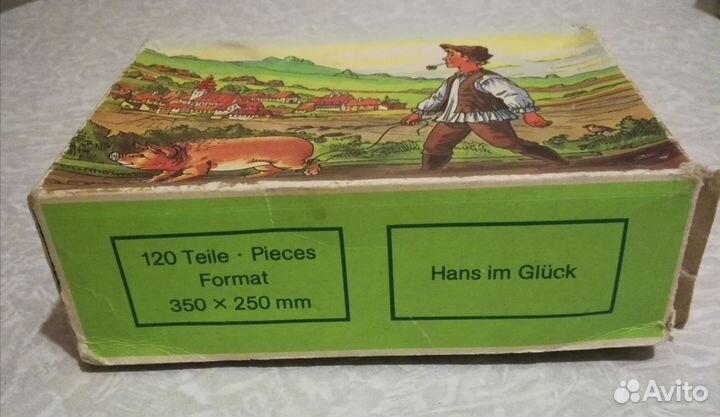 120 Teile · Pieces
Format
350 × 250 mm
Hans im Glück
Avito